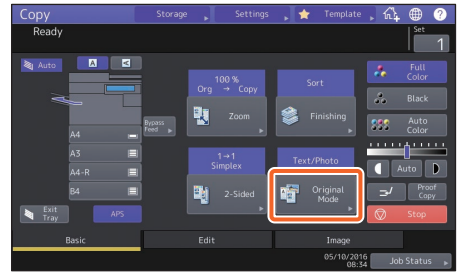 Copy
Storage
Settings
Template
?
Ready
Set
1
Auto
A
A4
A3
A4-R
B4
Bypass
Feed
Exit
Tray
APS
100 %
Org → Copy
Zoom
Sort
Finishing
1→1
Simplex
2-Sided
Text/Photo
Original
Mode
Full
Color
Black
Auto
Color
Auto
Proof
Copy
Stop
Basic
Edit
Image
05/10/2016
08:34
Job Status